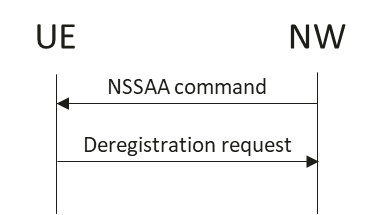 UE NW
NSSAA command
Deregistration request